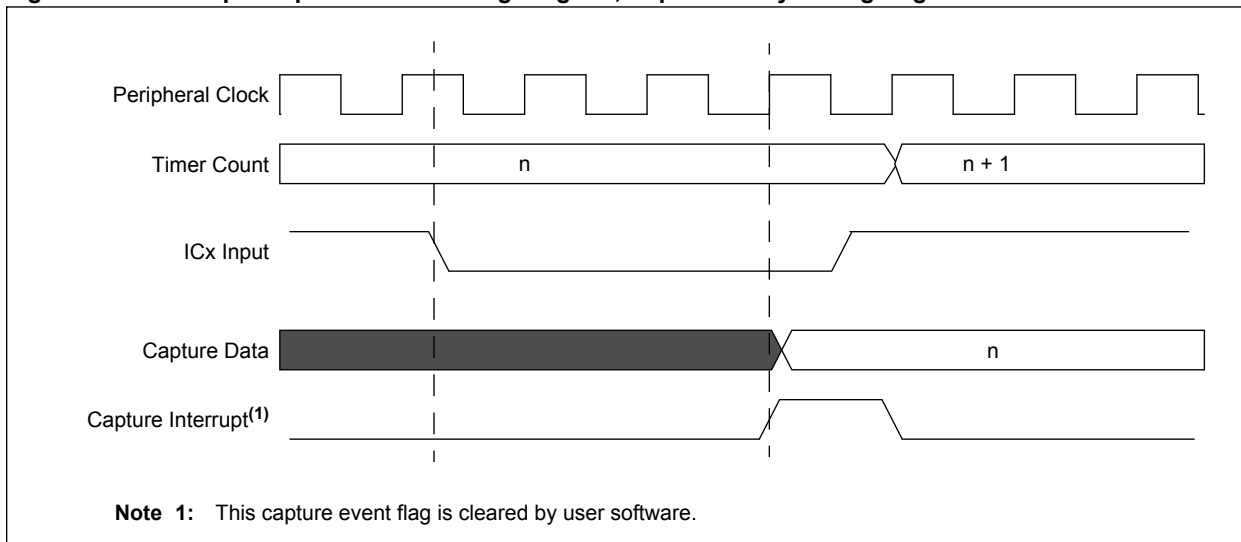 Peripheral Clock
Timer Count
n
n + 1
ICx Input
Capture Data
n
Capture Interrupt(1)
Note 1: This capture event flag is cleared by user software.